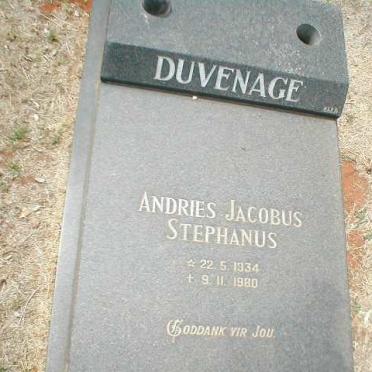 DUVENAGE
ANDRIES JACOBUS
STEPHANUS
☆ 22. 5. 1934
+ 9. 11. 1980
GODDANK VIR JOU.